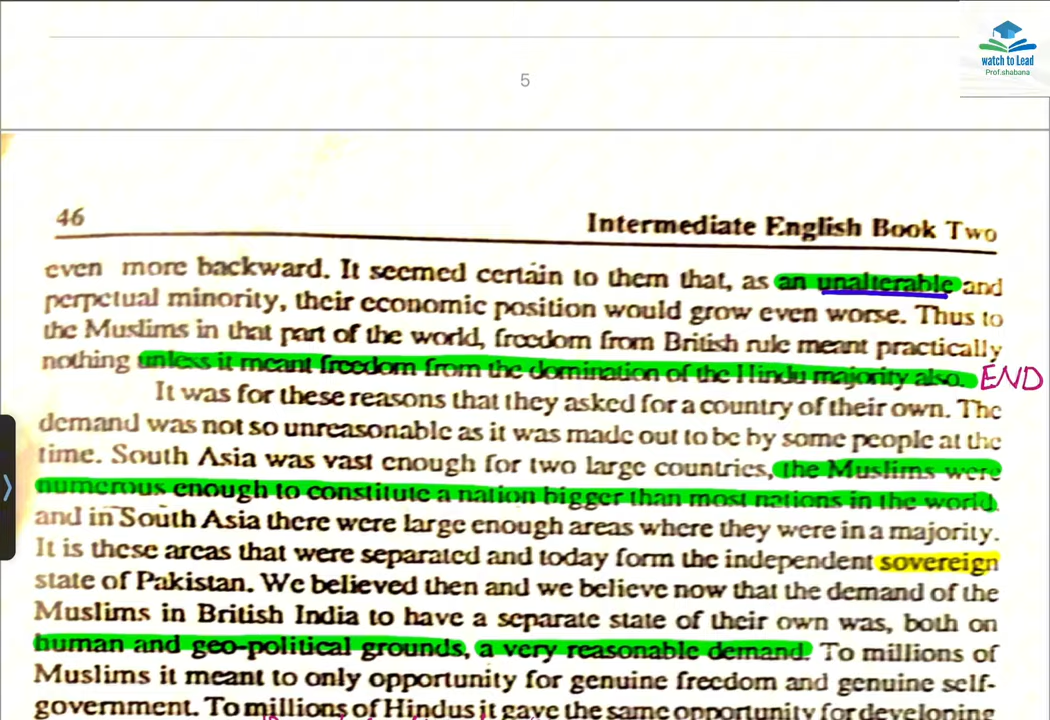 watch to Lead
Prof.shabana
5
46
Intermediate English Book Two
even more backward. It seemed certain to them that, as an unalterable and
perpetual minority, their economic position would grow even worse. Thus to
the Muslims in that part of the world, freedom from British rule meant practically
nothing unless it meant freedom from the domination of the Hindu majority also. END
It was for these reasons that they asked for a country of their own. The
demand was not so unreasonable as it was made out to be by some people at the
time. South Asia was vast enough for two large countries, the Muslims were
numerous enough to constitute a nation bigger than most nations in the world,
and in South Asia there were large enough areas where they were in a majority.
It is these areas that were separated and today form the independent sovereign
state of Pakistan. We believed then and we believe now that the demand of the
Muslims in British India to have a separate state of their own was, both on
human and geo-political grounds, a very reasonable demand. To millions of
Muslims it meant to only opportunity for genuine freedom and genuine self-
government. To millions of Hindus it gave the same opportunity for developing